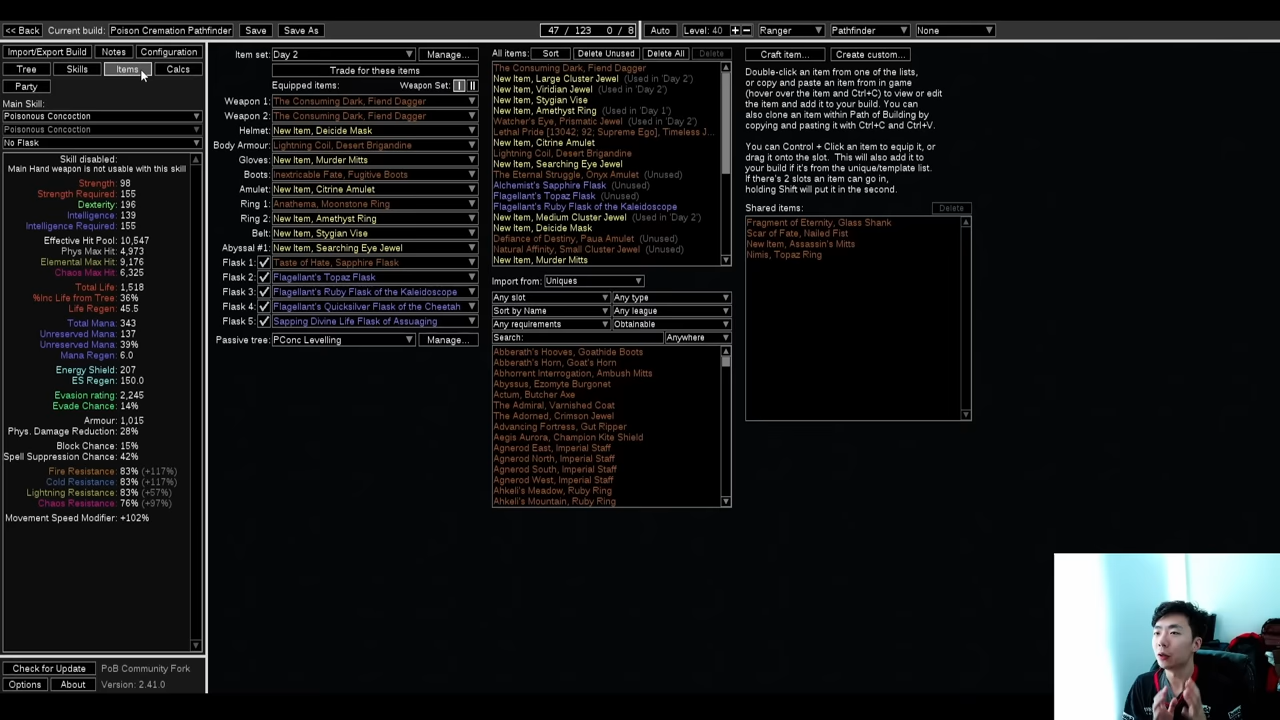 << Back Current build: Poison Cremation Pathfinder Save Save As 47 / 123 0 / 8 Auto Level: 40 + - Ranger Pathfinder None
Import/Export Build Notes Configuration
Tree Skills Items Calcs
Party
Main Skill:
Poisonous Concoction
Poisonous Concoction
No Flask
Skill disabled:
Main Hand weapon is not usable with this skill
Strength: 98
Strength Required: 155
Dexterity: 196
Intelligence: 139
Intelligence Required: 155
Effective Hit Pool: 10,547
Phys Max Hit: 4,973
Elemental Max Hit: 9,176
Chaos Max Hit: 6,325
Total Life: 1,518
%Inc Life from Tree: 36%
Life Regen: 45.5
Total Mana: 343
Unreserved Mana: 137
Unreserved Mana: 39%
Mana Regen: 6.0
Energy Shield: 207
ES Regen: 150.0
Evasion rating: 2,245
Evade Chance: 14%
Armour: 1,015
Phys. Damage Reduction: 28%
Block Chance: 15%
Spell Suppression Chance: 42%
Fire Resistance: 83% (+117%)
Cold Resistance: 83% (+117%)
Lightning Resistance: 83% (+57%)
Chaos Resistance: 76% (+97%)
Movement Speed Modifier: +102%
Check for Update PoB Community Fork
Options About Version: 2.41.0
Item set: Day 2 Manage...
Trade for these items
Equipped items: Weapon Set: I II
Weapon 1: The Consuming Dark, Fiend Dagger
Weapon 2: The Consuming Dark, Fiend Dagger
Helmet: New Item, Deicide Mask
Body Armour: Lightning Coil, Desert Brigandine
Gloves: New Item, Murder Mitts
Boots: Inextricable Fate, Fugitive Boots
Amulet: New Item, Citrine Amulet
Ring 1: Anathema, Moonstone Ring
Ring 2: New Item, Amethyst Ring
Belt: New Item, Stygian Vise
Abyssal #1: New Item, Searching Eye Jewel
Flask 1: Taste of Hate, Sapphire Flask
Flask 2: Flagellant's Topaz Flask
Flask 3: Flagellant's Ruby Flask of the Kaleidoscope
Flask 4: Flagellant's Quicksilver Flask of the Cheetah
Flask 5: Sapping Divine Life Flask of Assuaging
Passive tree: PConc Levelling Manage...
All items: Sort Delete Unused Delete All Delete
The Consuming Dark, Fiend Dagger
New Item, Large Cluster Jewel (Used in 'Day 2')
New Item, Viridian Jewel (Used in 'Day 2')
New Item, Stygian Vise
New Item, Amethyst Ring (Used in 'Day 1')
Watcher's Eye, Prismatic Jewel (Used in 'Day 2')
Lethal Pride [13042; 92; Supreme Ego], Timeless J...
New Item, Citrine Amulet
Lightning Coil, Desert Brigandine
New Item, Searching Eye Jewel
The Eternal Struggle, Onyx Amulet (Unused)
Alchemist's Sapphire Flask (Unused)
Flagellant's Topaz Flask (Unused)
Flagellant's Ruby Flask of the Kaleidoscope
New Item, Medium Cluster Jewel (Used in 'Day 2')
New Item, Deicide Mask
Defiance of Destiny, Paua Amulet (Unused)
Natural Affinity, Small Cluster Jewel (Unused)
New Item, Murder Mitts
Import from: Uniques
Any slot Any type
Sort by Name Any league
Any requirements Obtainable
Search: Anywhere
Abberath's Hooves, Goathide Boots
Abberath's Horn, Goat's Horn
Abhorrent Interrogation, Ambush Mitts
Abyssus, Ezomyte Burgonet
Actum, Butcher Axe
The Admiral, Varnished Coat
The Adorned, Crimson Jewel
Advancing Fortress, Gut Ripper
Aegis Aurora, Champion Kite Shield
Agnerod East, Imperial Staff
Agnerod North, Imperial Staff
Agnerod South, Imperial Staff
Agnerod West, Imperial Staff
Ahkeli's Meadow, Ruby Ring
Ahkeli's Mountain, Ruby Ring
Craft item... Create custom...
Double-click an item from one of the lists,
or copy and paste an item from in game
(hover over the item and Ctrl+C) to view or edit
the item and add it to your build. You can
also clone an item within Path of Building by
copying and pasting it with Ctrl+C and Ctrl+V.
You can Control + Click an item to equip it, or
drag it onto the slot. This will also add it to
your build if it's from the unique/template list.
If there's 2 slots an item can go in,
holding Shift will put it in the second.
Shared items: Delete
Fragment of Eternity, Glass Shank
Scar of Fate, Nailed Fist
New Item, Assassin's Mitts
Nimis, Topaz Ring